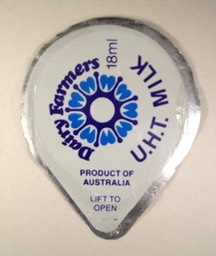 Dairy Farmers
18ml
U.H.T. MILK
PRODUCT OF
AUSTRALIA
LIFT TO
OPEN